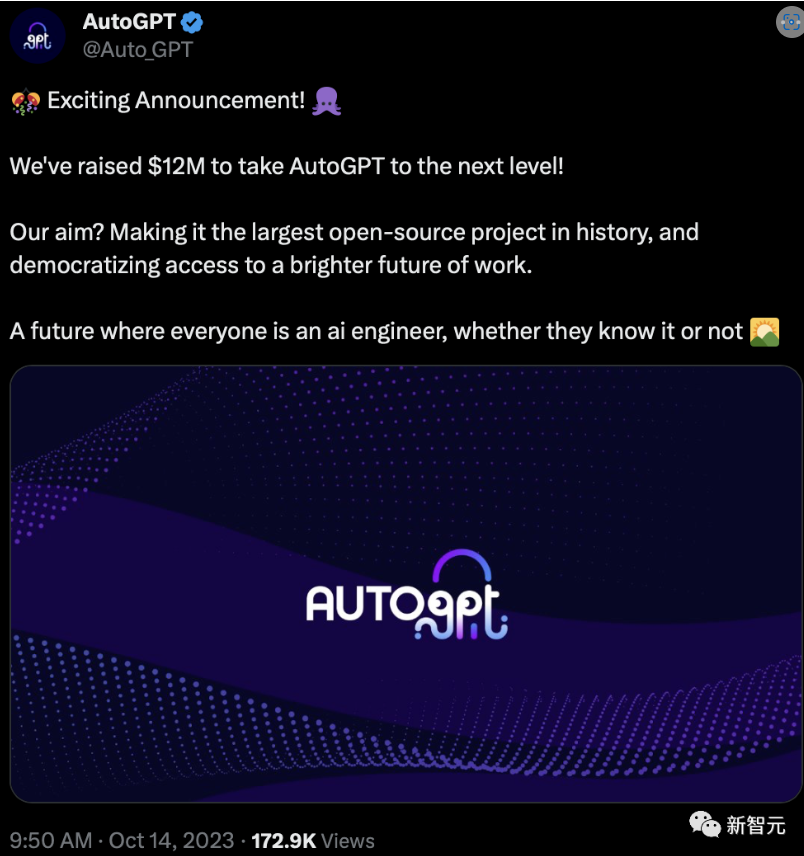 AutoGPT
gpt
@Auto_GPT
🎊 Exciting Announcement! 🐙
We've raised $12M to take AutoGPT to the next level!
Our aim? Making it the largest open-source project in history, and
democratizing access to a brighter future of work.
A future where everyone is an ai engineer, whether they know it or not 🌄
AUTOgpt
新智元
9:50 AM · Oct 14, 2023 · 172.9K Views